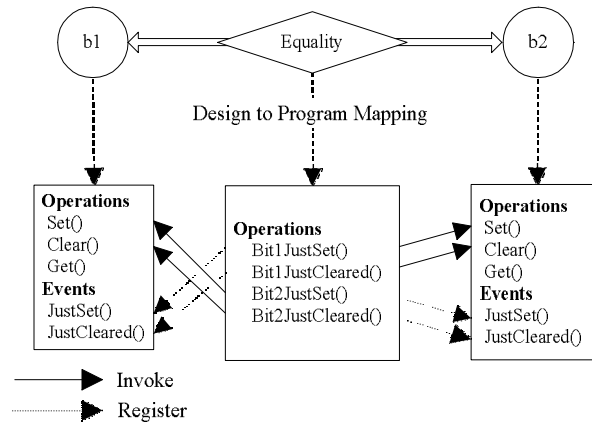 b1
Equality
b2
Design to Program Mapping
Operations
Set()
Clear()
Get()
Events
JustSet()
JustCleared()
Operations
Bit1JustSet()
Bit1JustCleared()
Bit2JustSet()
Bit2JustCleared()
Operations
Set()
Clear()
Get()
Events
JustSet()
JustCleared()
Invoke
Register